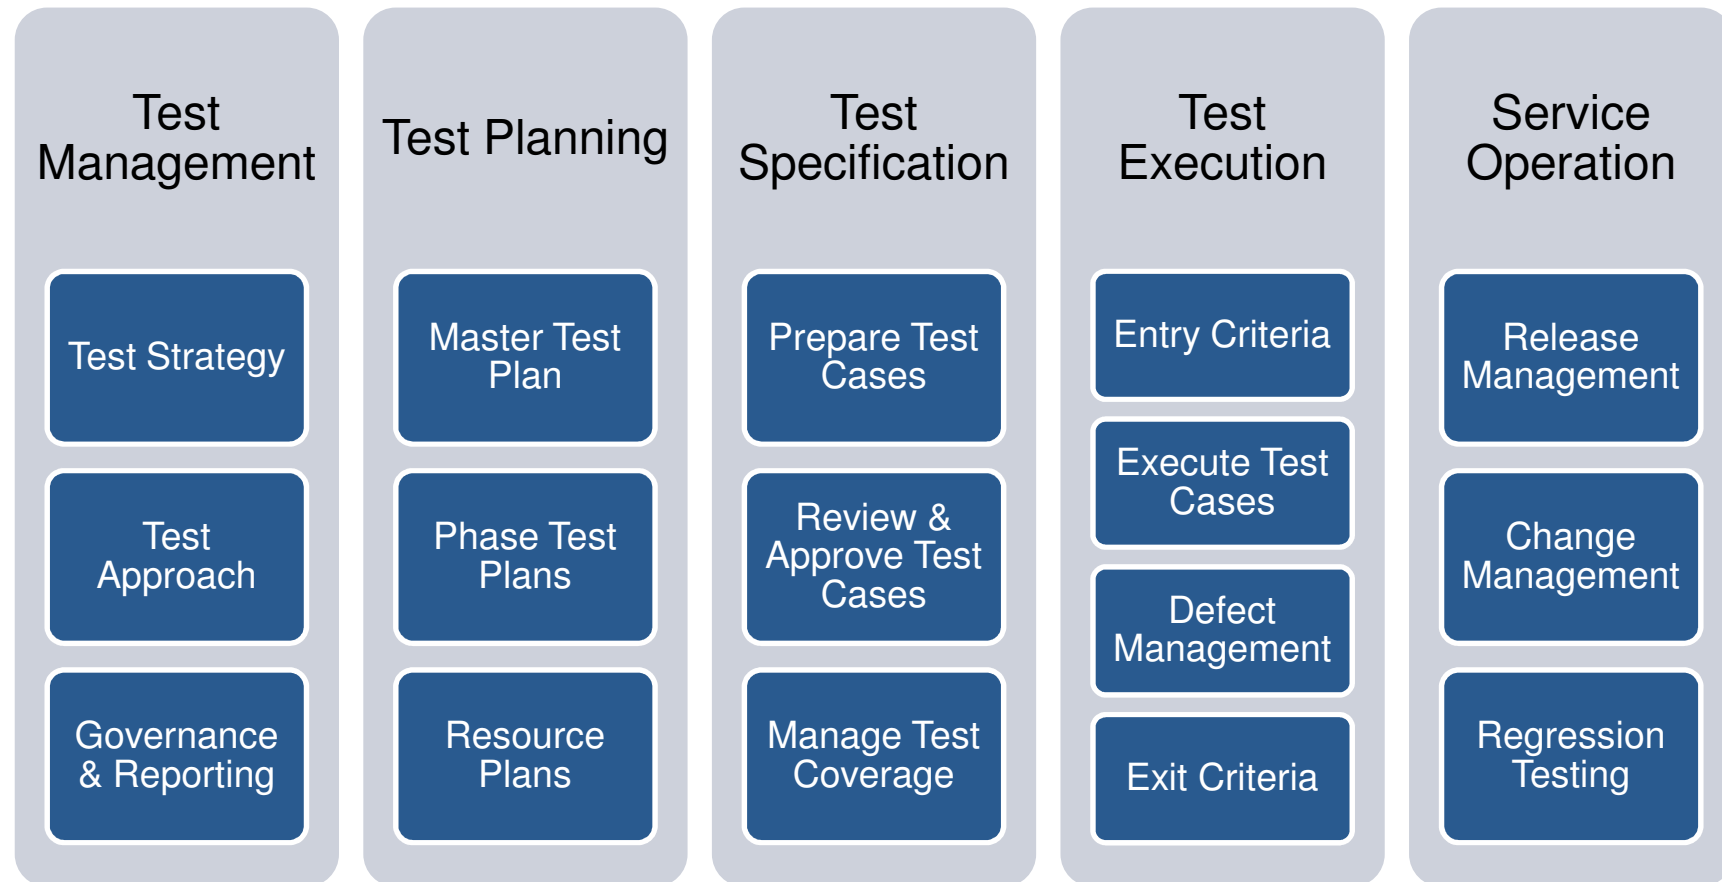 Test
Management
Test Strategy
Test
Approach
Governance
& Reporting
Test Planning
Master Test
Plan
Phase Test
Plans
Resource
Plans
Test
Specification
Prepare Test
Cases
Review &
Approve Test
Cases
Manage Test
Coverage
Test
Execution
Entry Criteria
Execute Test
Cases
Defect
Management
Exit Criteria
Service
Operation
Release
Management
Change
Management
Regression
Testing